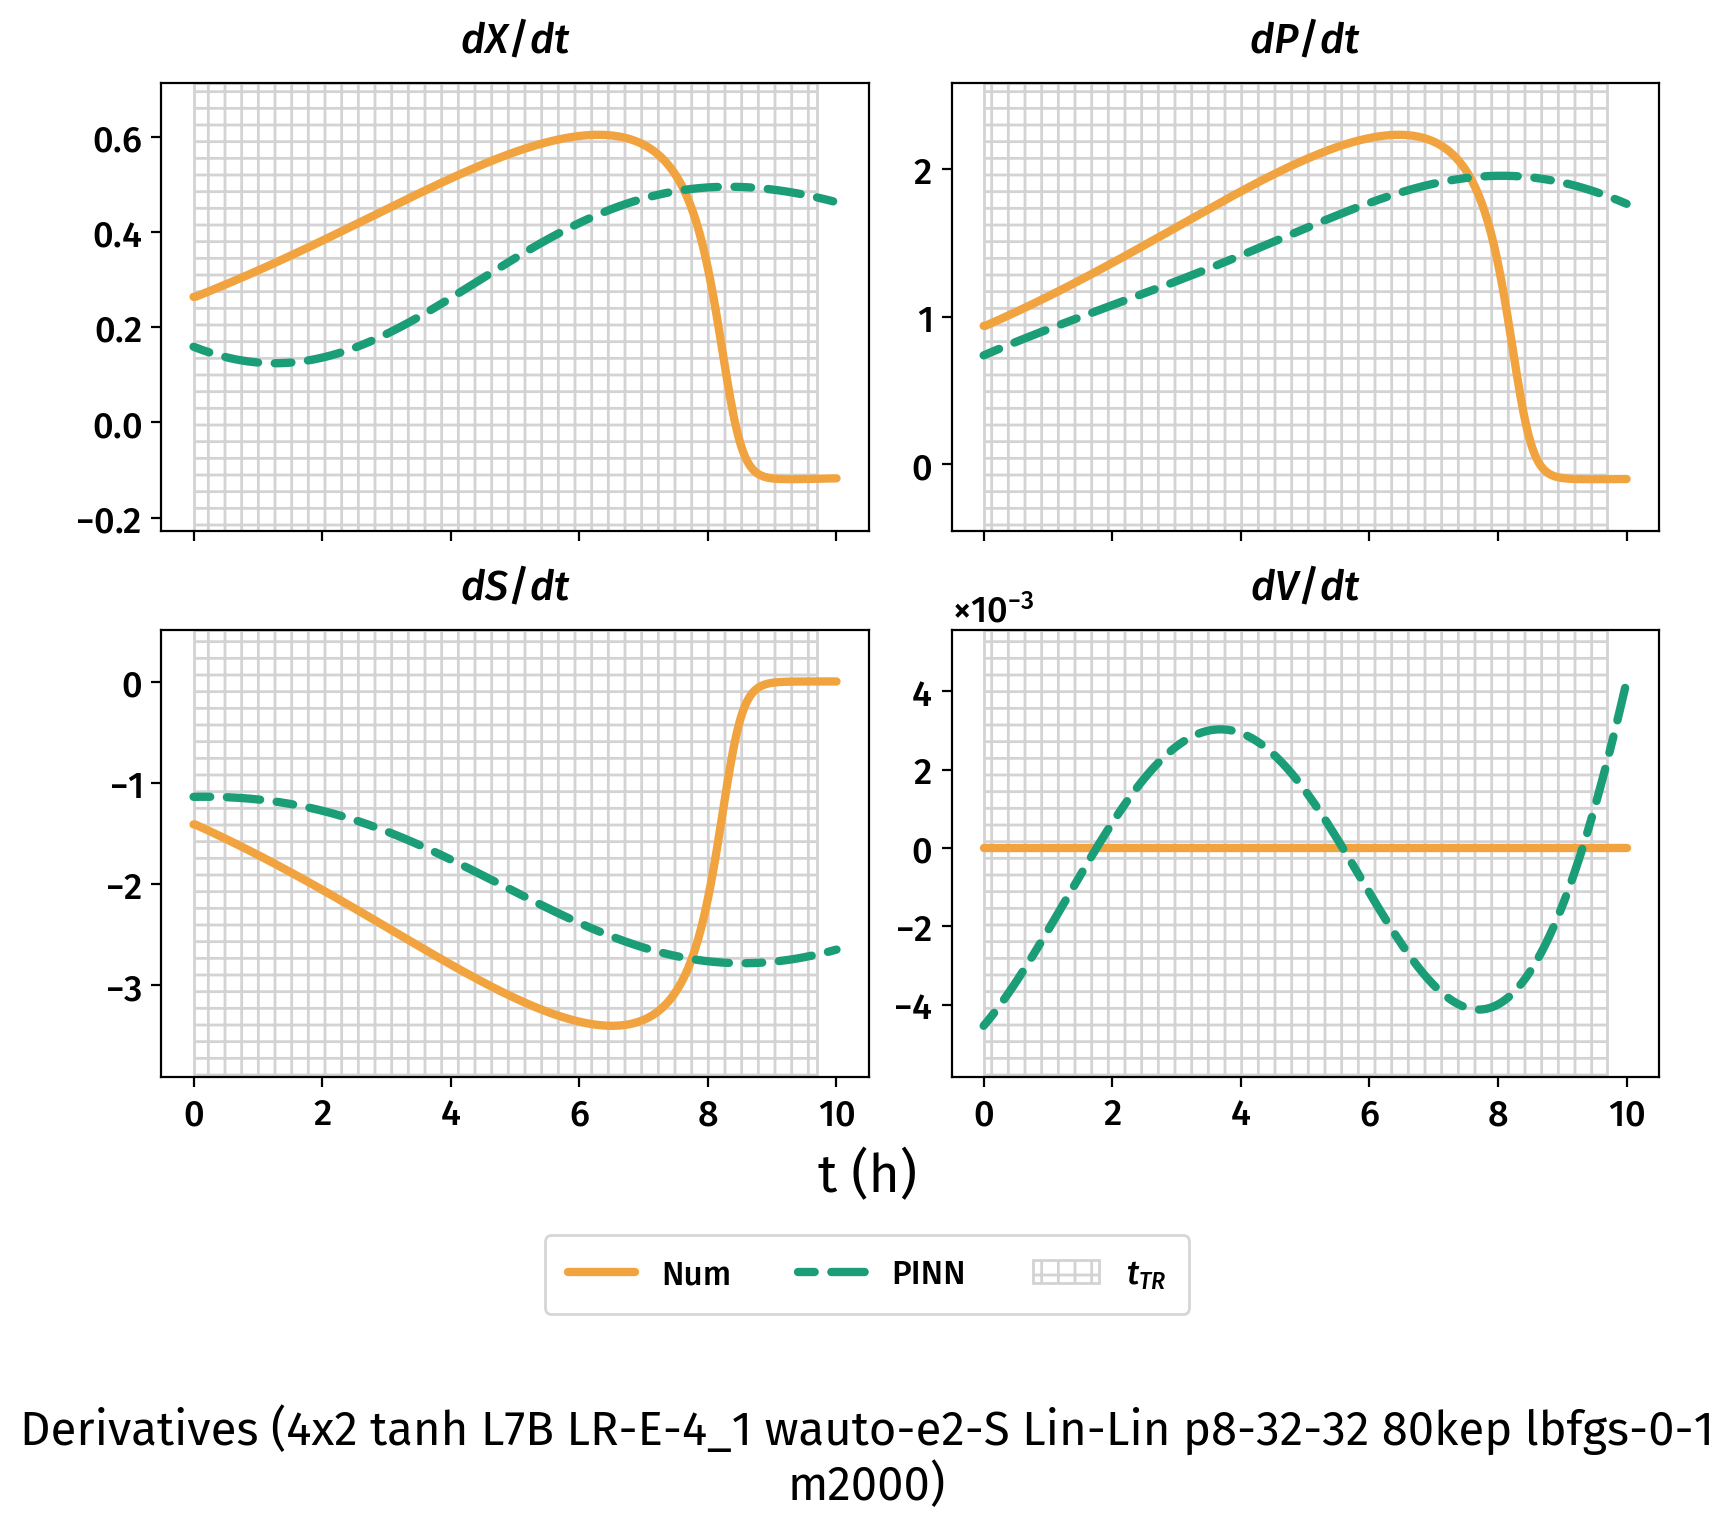 dX/dt
dP/dt
0.6
0.4
0.2
0.0
−0.2
2
1
0
dS/dt
dV/dt
×10⁻³
0
−1
−2
−3
4
2
0
−2
−4
0 2 4 6 8 10
0 2 4 6 8 10
t (h)
Num PINN t_TR
Derivatives (4x2 tanh L7B LR-E-4_1 wauto-e2-S Lin-Lin p8-32-32 80kep lbfgs-0-1
m2000)